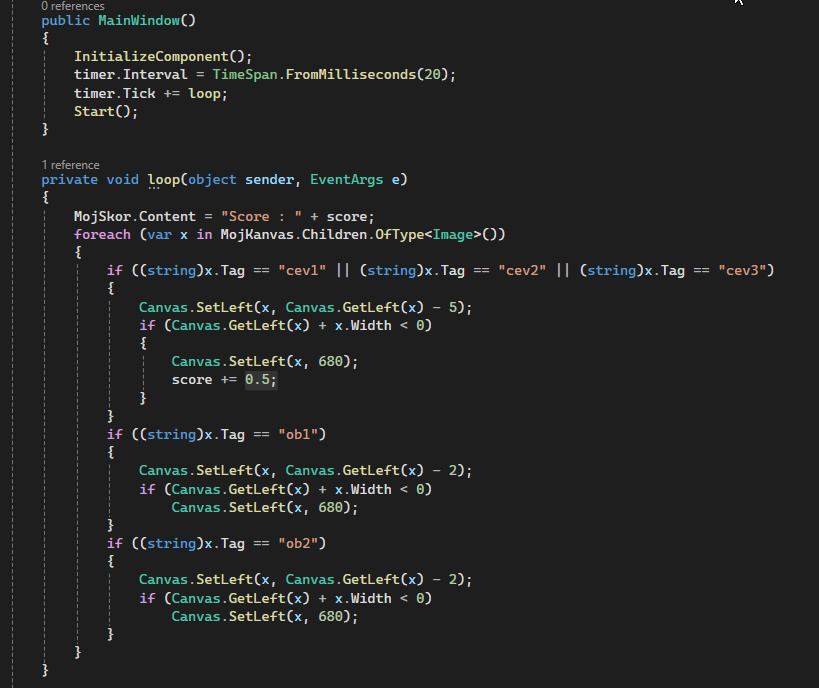 0 references
public MainWindow()
{
InitializeComponent();
timer.Interval = TimeSpan.FromMilliseconds(20);
timer.Tick += loop;
Start();
}
1 reference
private void loop(object sender, EventArgs e)
{
MojSkor.Content = "Score : " + score;
foreach (var x in MojKanvas.Children.OfType<Image>())
{
if ((string)x.Tag == "cev1" || (string)x.Tag == "cev2" || (string)x.Tag == "cev3")
{
Canvas.SetLeft(x, Canvas.GetLeft(x) - 5);
if (Canvas.GetLeft(x) + x.Width < 0)
{
Canvas.SetLeft(x, 680);
score += 0.5;
}
}
if ((string)x.Tag == "ob1")
{
Canvas.SetLeft(x, Canvas.GetLeft(x) - 2);
if (Canvas.GetLeft(x) + x.Width < 0)
Canvas.SetLeft(x, 680);
}
if ((string)x.Tag == "ob2")
{
Canvas.SetLeft(x, Canvas.GetLeft(x) - 2);
if (Canvas.GetLeft(x) + x.Width < 0)
Canvas.SetLeft(x, 680);
}
}
}